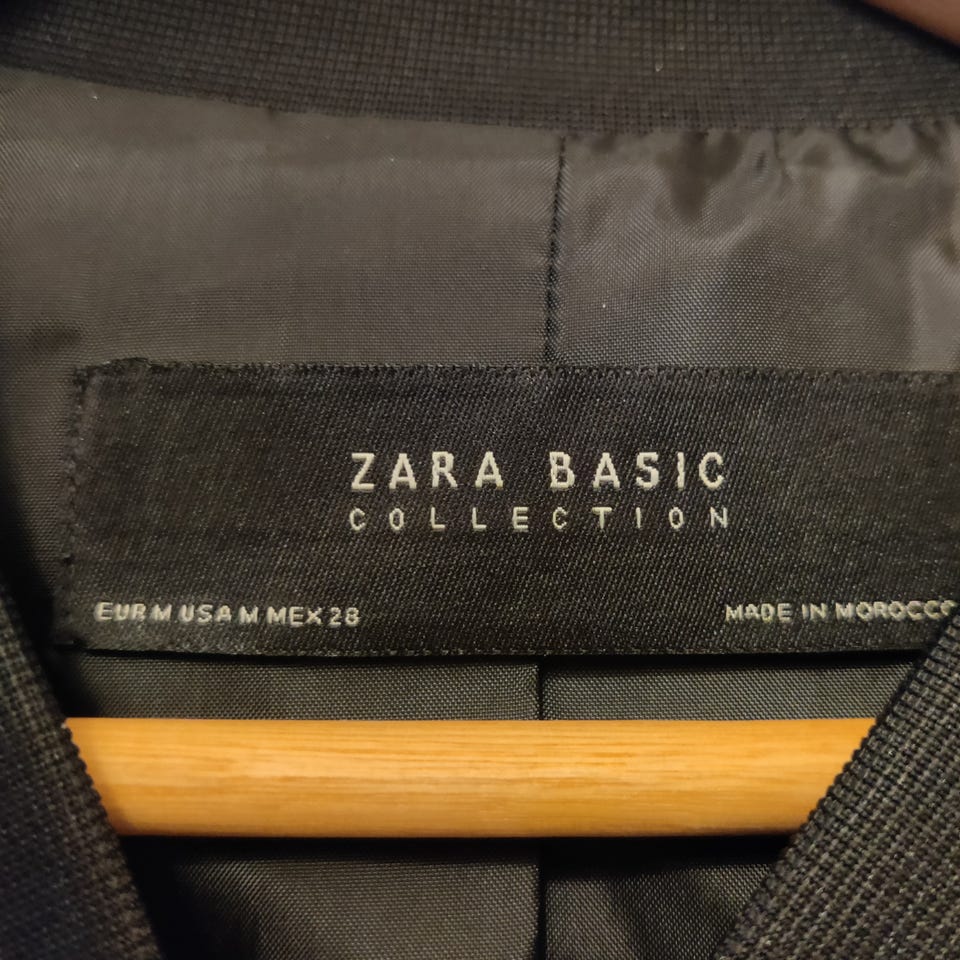 ZARA BASIC
COLLECTION
EUR M USA M MEX 28
MADE IN MOROCCO